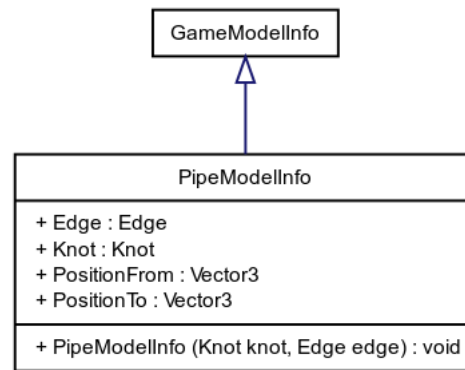 GameModelInfo
PipeModelInfo
+ Edge : Edge
+ Knot : Knot
+ PositionFrom : Vector3
+ PositionTo : Vector3
+ PipeModelInfo (Knot knot, Edge edge) : void